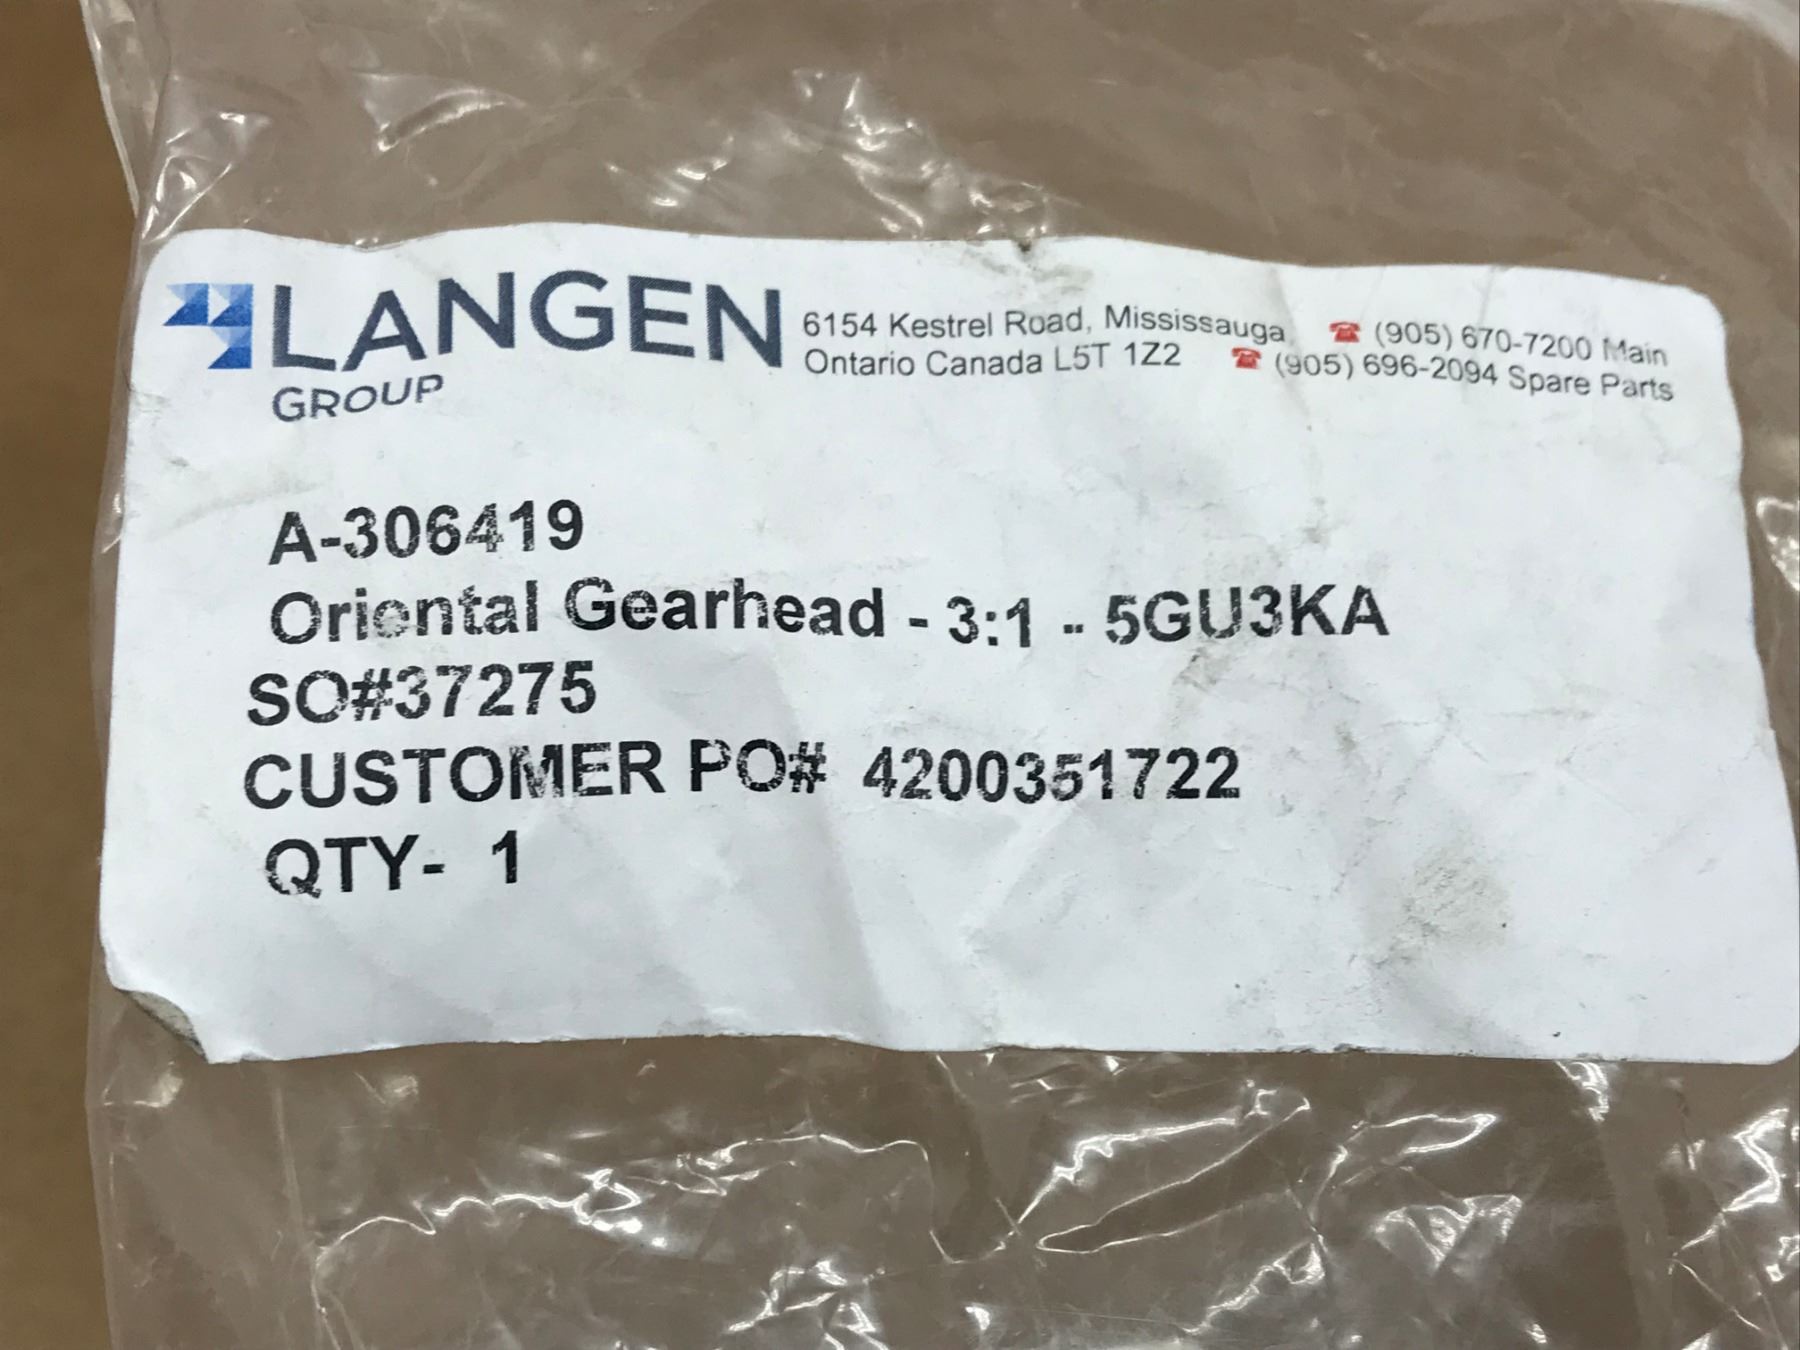 LANGEN
GROUP
6154 Kestrel Road, Mississauga ☎ (905) 670-7200 Main
Ontario Canada L5T 1Z2 ☎ (905) 696-2094 Spare Parts
A-306419
Oriental Gearhead - 3:1 - 5GU3KA
SO#37275
CUSTOMER PO# 4200351722
QTY- 1